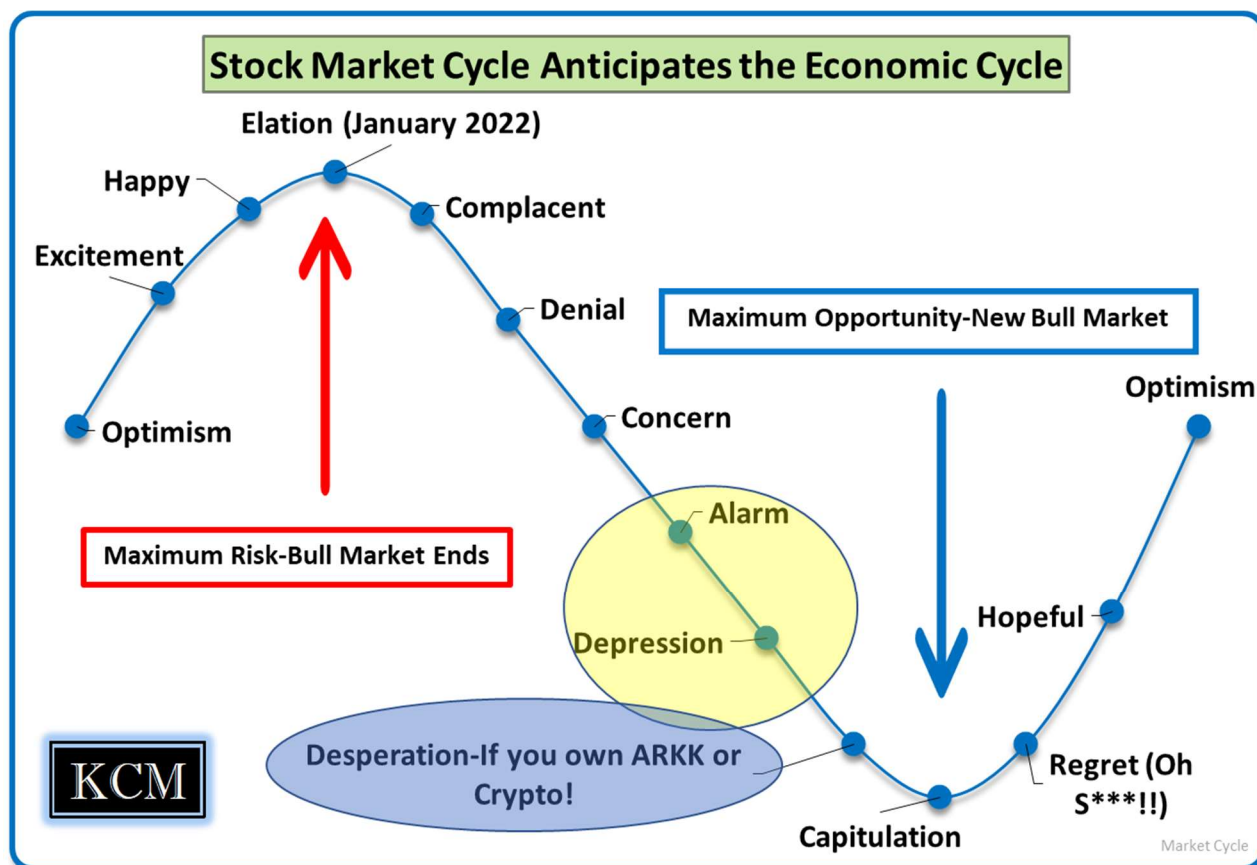 Stock Market Cycle Anticipates the Economic Cycle
Elation (January 2022)
Happy
Complacent
Excitement
Denial
Maximum Opportunity-New Bull Market
Optimism
Optimism
Concern
Alarm
Maximum Risk-Bull Market Ends
Hopeful
Depression
Desperation-If you own ARKK or
Crypto!
Regret (Oh
S***!!)
KCM
Capitulation
Market Cycle